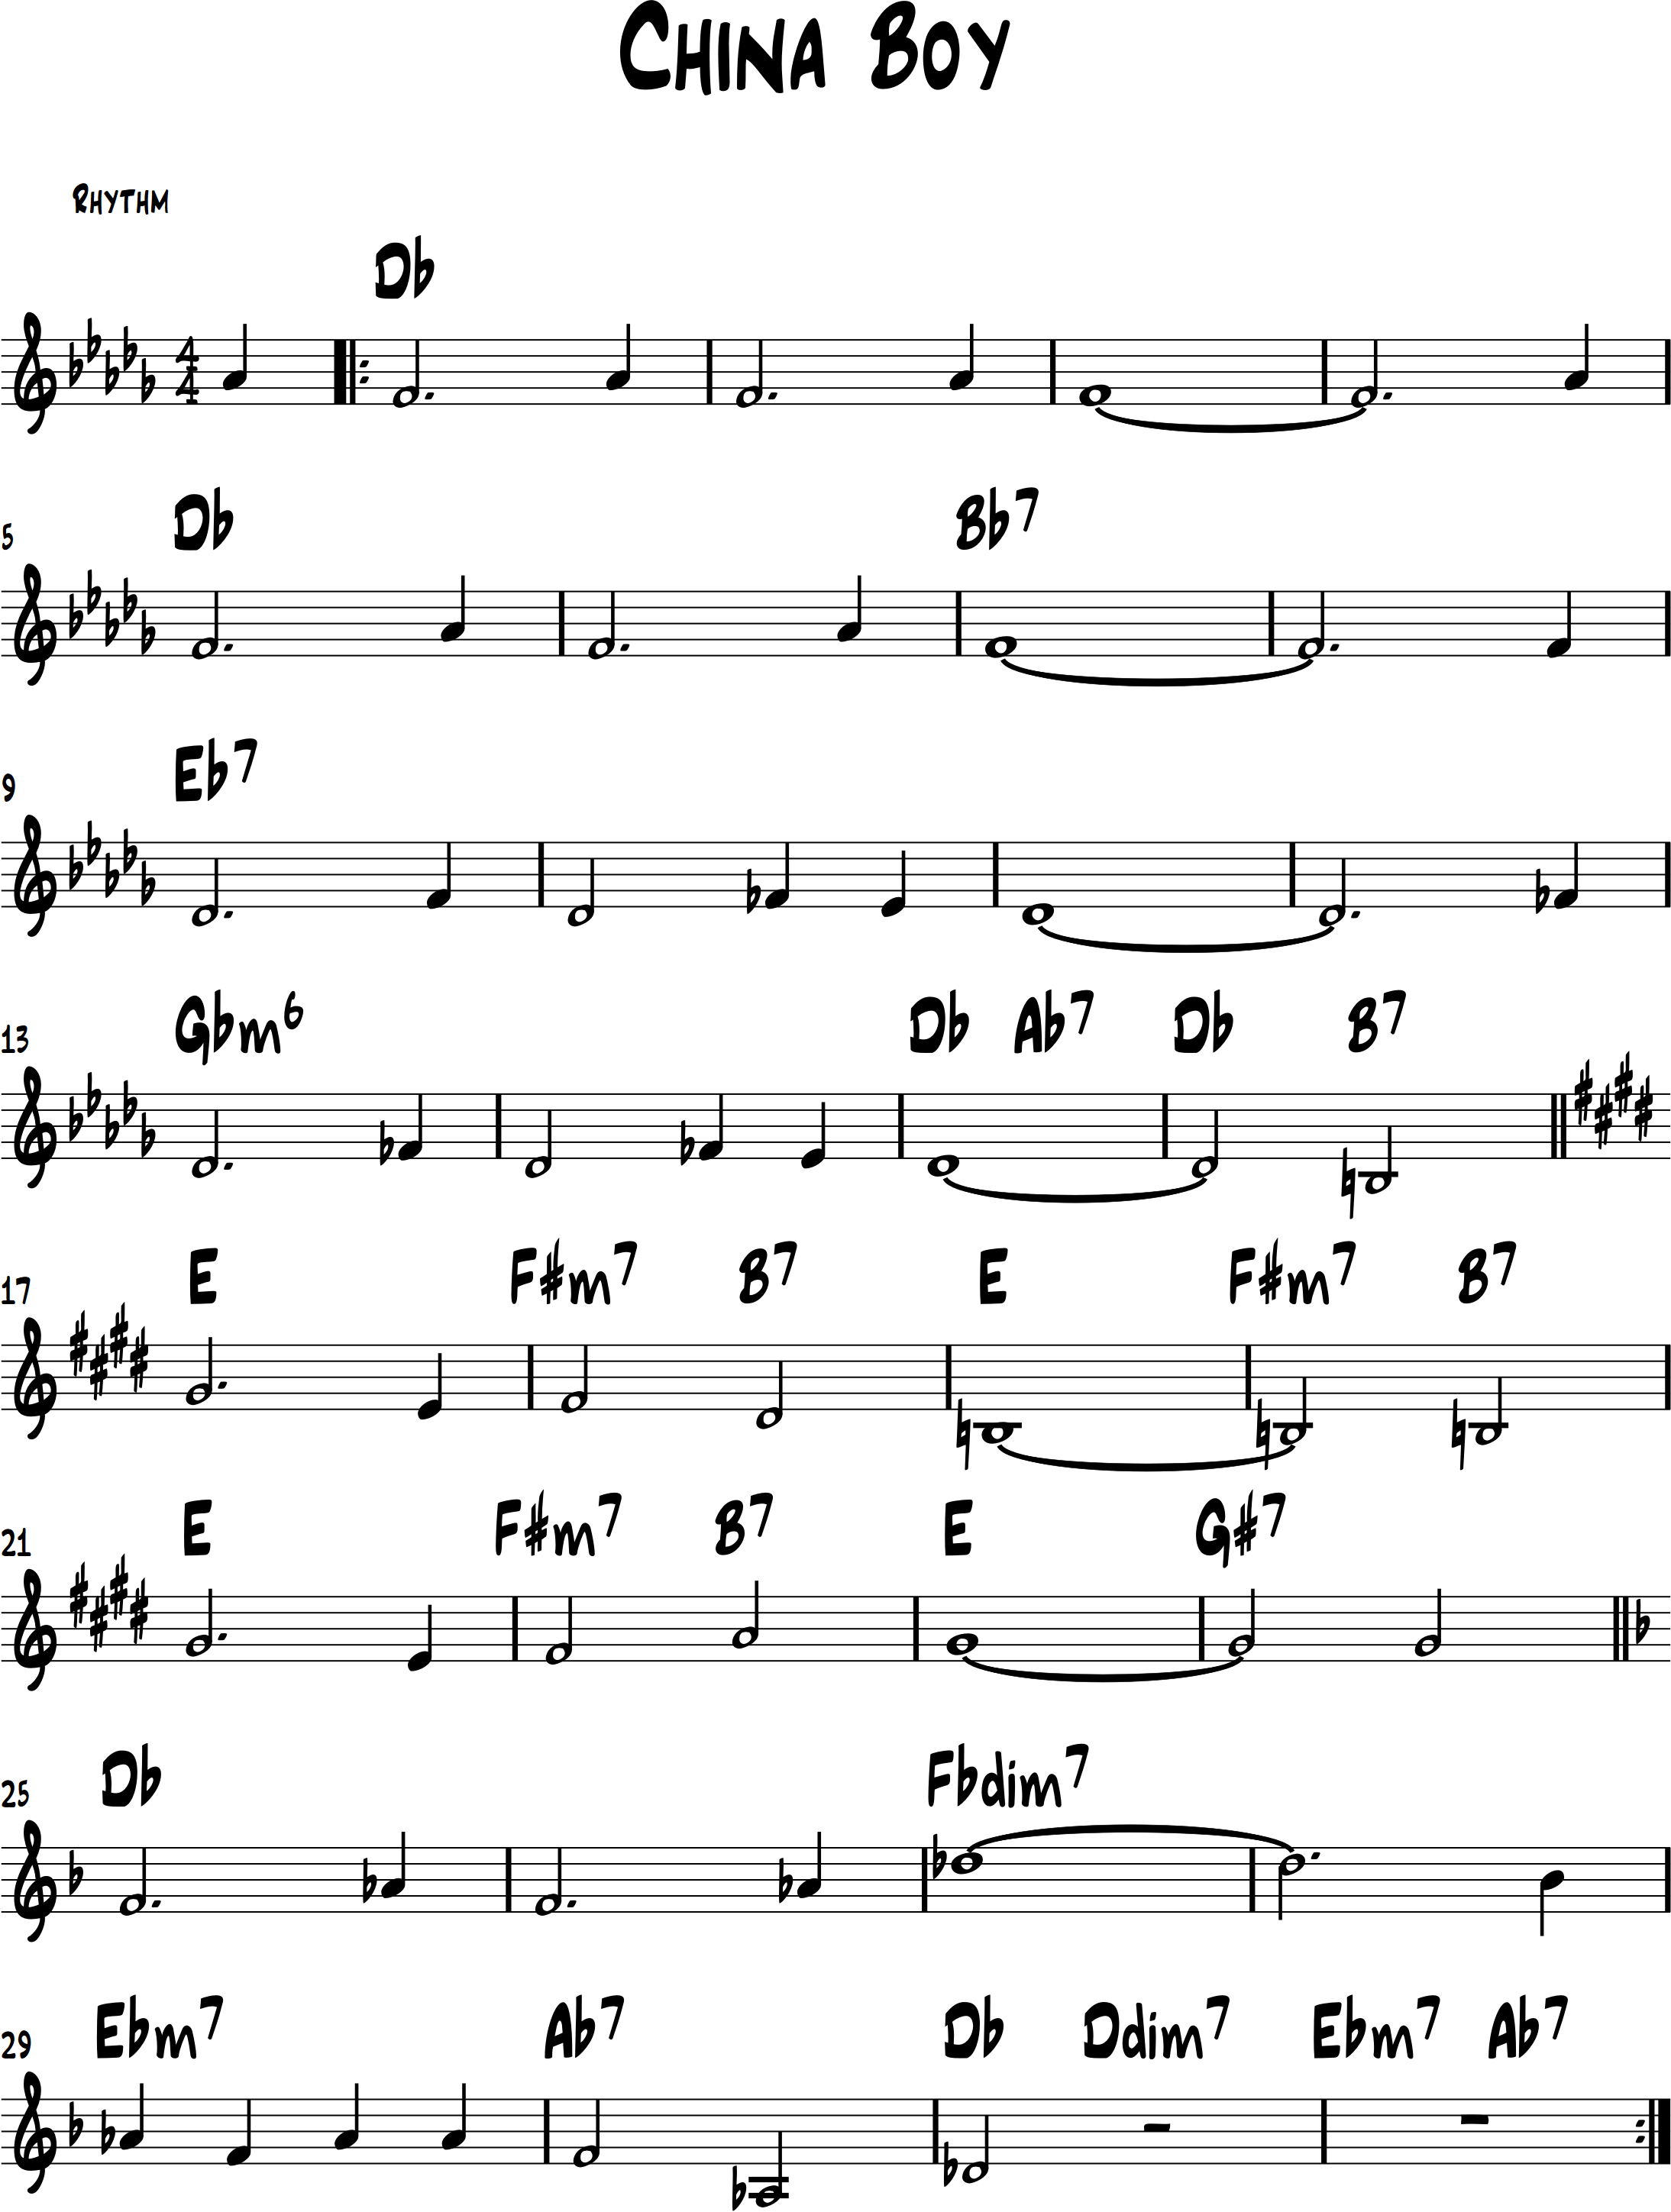 China Boy
Rhythm
Db
4
4
5 Db Bb7
9 Eb7
13 Gbm6 Db Ab7 Db B7
17 E F#m7 B7 E F#m7 B7
21 E F#m7 B7 E G#7
25 Db Fbdim7
29 Ebm7 Ab7 Db Ddim7 Ebm7 Ab7